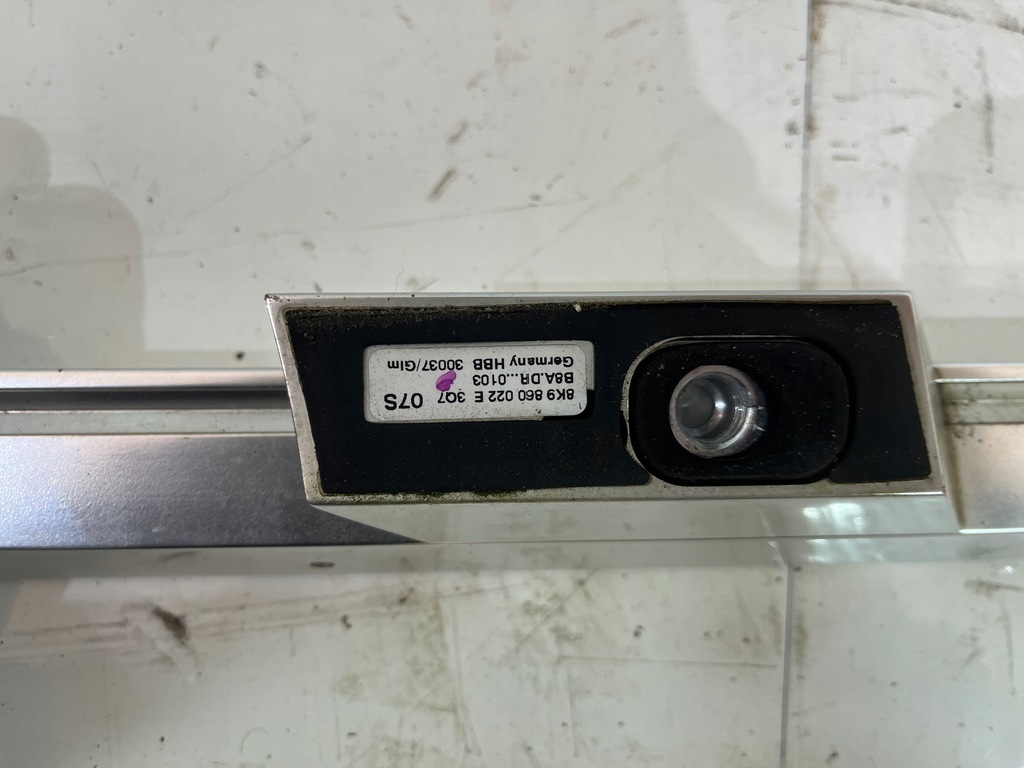 8K9 860 022 E 3Q7 07S
B8A.DR....0103
Germany HBB 30037/Glm